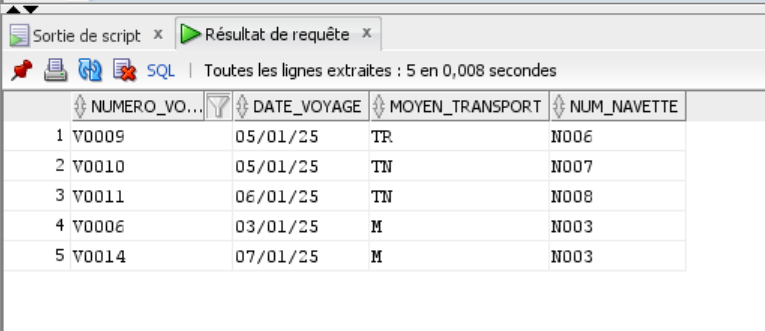 Sortie de script x Résultat de requête x
SQL | Toutes les lignes extraites : 5 en 0,008 secondes
NUMERO_VO... DATE_VOYAGE MOYEN_TRANSPORT NUM_NAVETTE
1 V0009 05/01/25 TR N006
2 V0010 05/01/25 TN N007
3 V0011 06/01/25 TN N008
4 V0006 03/01/25 M N003
5 V0014 07/01/25 M N003